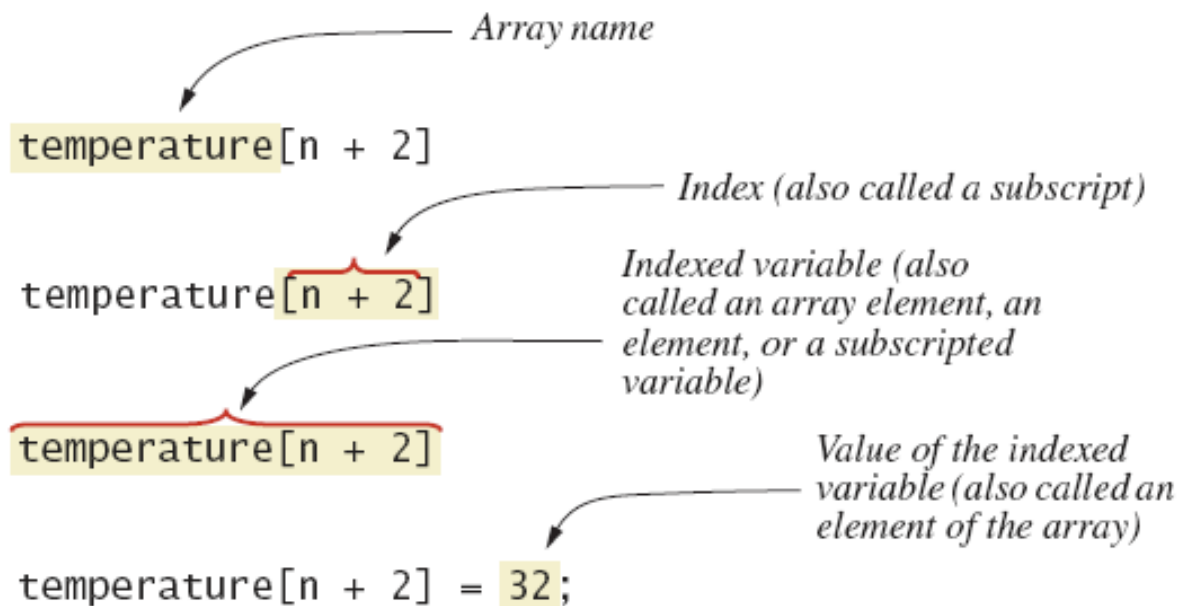 Array name
temperature[n + 2]
Index (also called a subscript)
temperature[n + 2]
Indexed variable (also
called an array element, an
element, or a subscripted
variable)
temperature[n + 2]
Value of the indexed
variable (also called an
element of the array)
temperature[n + 2] = 32;